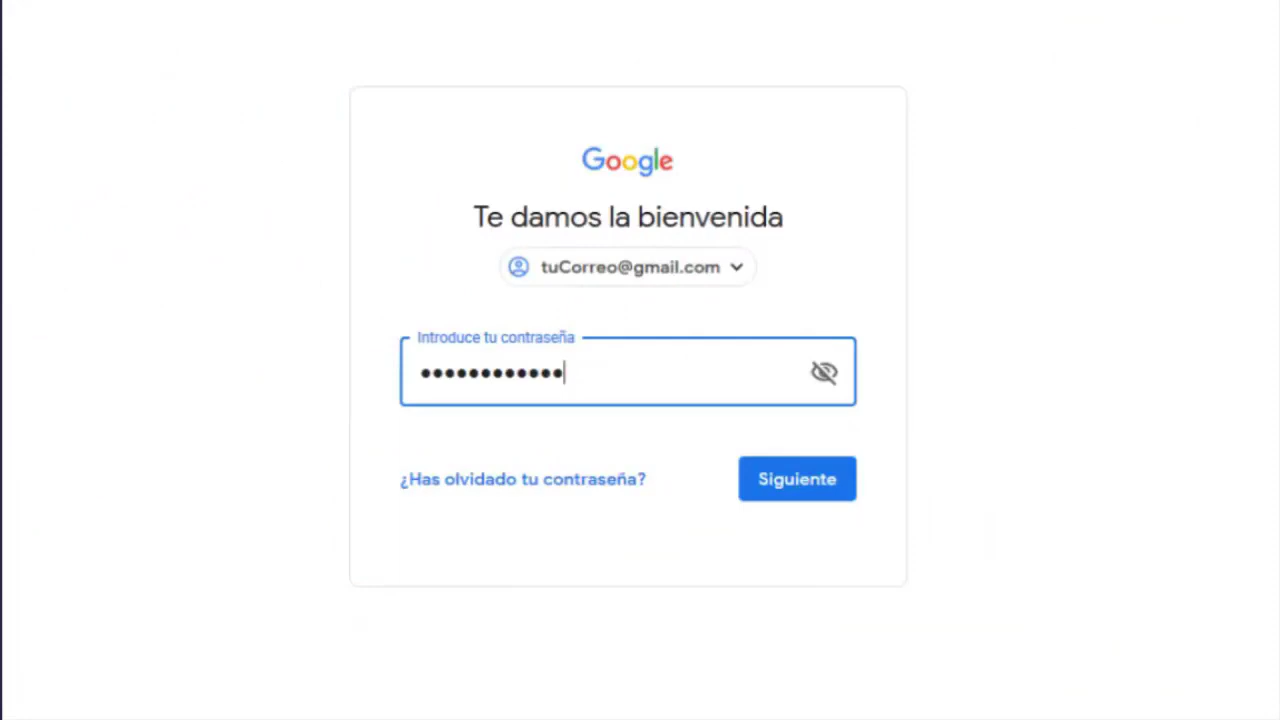 Google
Te damos la bienvenida
tuCorreo@gmail.com
Introduce tu contraseña
••••••••••••
¿Has olvidado tu contraseña?
Siguiente